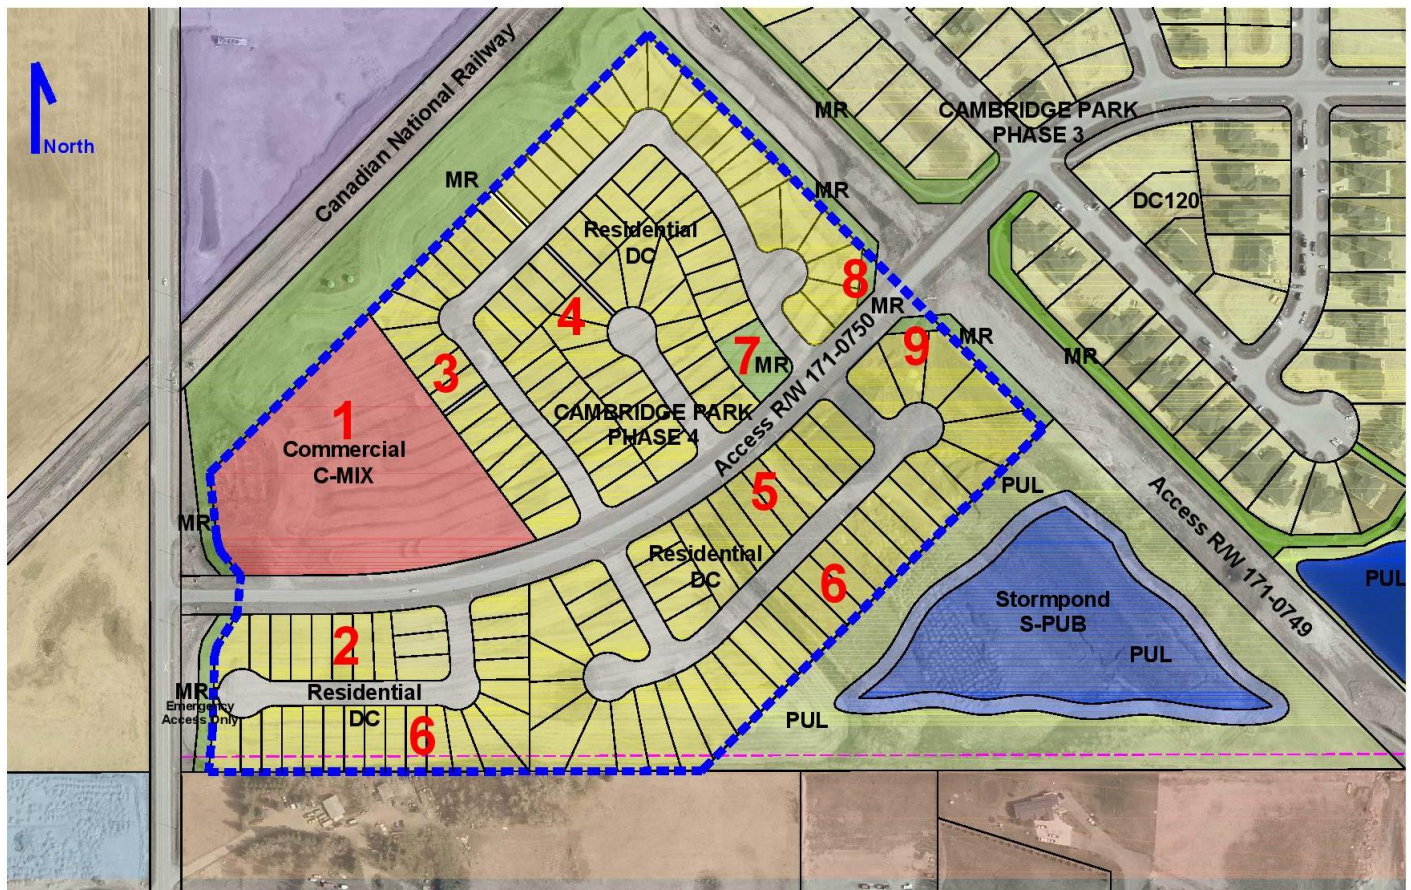 Canadian National Railway
MR
CAMBRIDGE PARK
PHASE 3
North
MR
MR
DC120
Residential
DC
8
MR
4
9
MR
7
MR
MR
3
1
CAMBRIDGE PARK
PHASE 4
Access R/W 171-0750
Commercial
C-MIX
5
PUL
Access R/W 171-0749
MR
Residential
DC
6
PUL
Stormpond
S-PUB
2
PUL
MR
Emergency
Access Only
Residential
DC
PUL
6